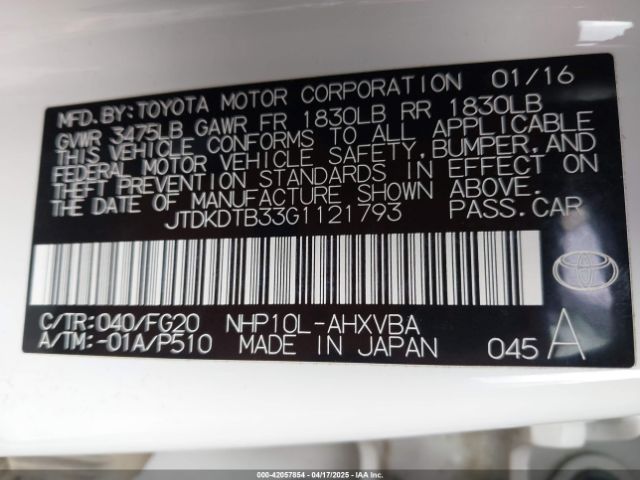 MFD.BY:TOYOTA MOTOR CORPORATION 01/16
GVWR 3475LB GAWR FR 1830LB RR 1830LB
THIS VEHICLE CONFORMS TO ALL APPLICABLE
FEDERAL MOTOR VEHICLE SAFETY,BUMPER,AND
THEFT PREVENTION STANDARDS IN EFFECT ON
THE DATE OF MANUFACTURE SHOWN ABOVE.
JTDKDTB33G1121793 PASS.CAR
C/TR:040/FG20 NHP10L-AHXVBA
A/TM:-01A/P510 MADE IN JAPAN 045 A
000-42057854 | 04/17/2025 | IAA Inc.